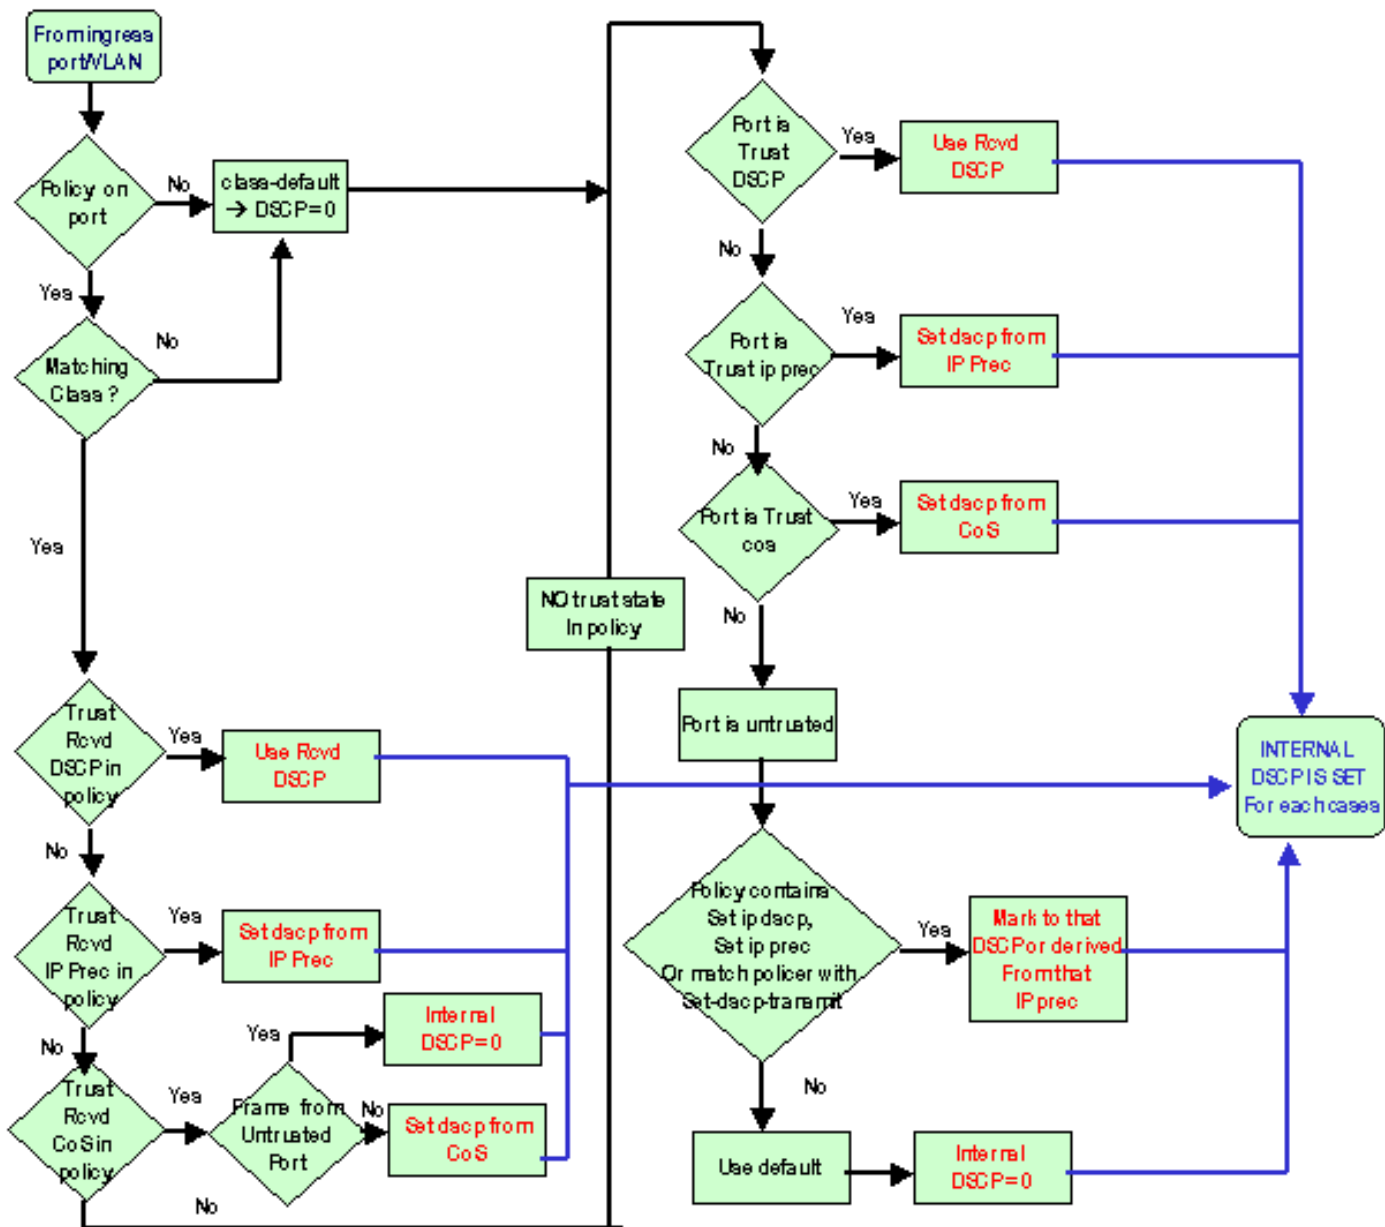 From ingress
port/VLAN
Policy on
port
No
class-default
→ DSCP=0
Yes
Matching
Class?
No
Yes
Trust
Rcvd
DSCP in
policy
Yes
Use Rcvd
DSCP
No
Trust
Rcvd
IP Prec in
policy
Yes
Set dscp from
IP Prec
No
Trust
Rcvd
CoS in
policy
Yes
Frame from
Untrusted
Port
Yes
Internal
DSCP=0
No
Set dscp from
CoS
No
NO trust state
In policy
Port is
Trust
DSCP
Yes
Use Rcvd
DSCP
No
Port is
Trust ip prec
Yes
Set dscp from
IP Prec
No
Port is Trust
cos
Yes
Set dscp from
CoS
No
Port is untrusted
Policy contains
Set ip dscp,
Set ip prec
Or match policer with
Set-dscp-transmit
Yes
Mark to that
DSCP or derived
From that
IP prec
No
Use default
Internal
DSCP=0
INTERNAL
DSCP IS SET
For each cases